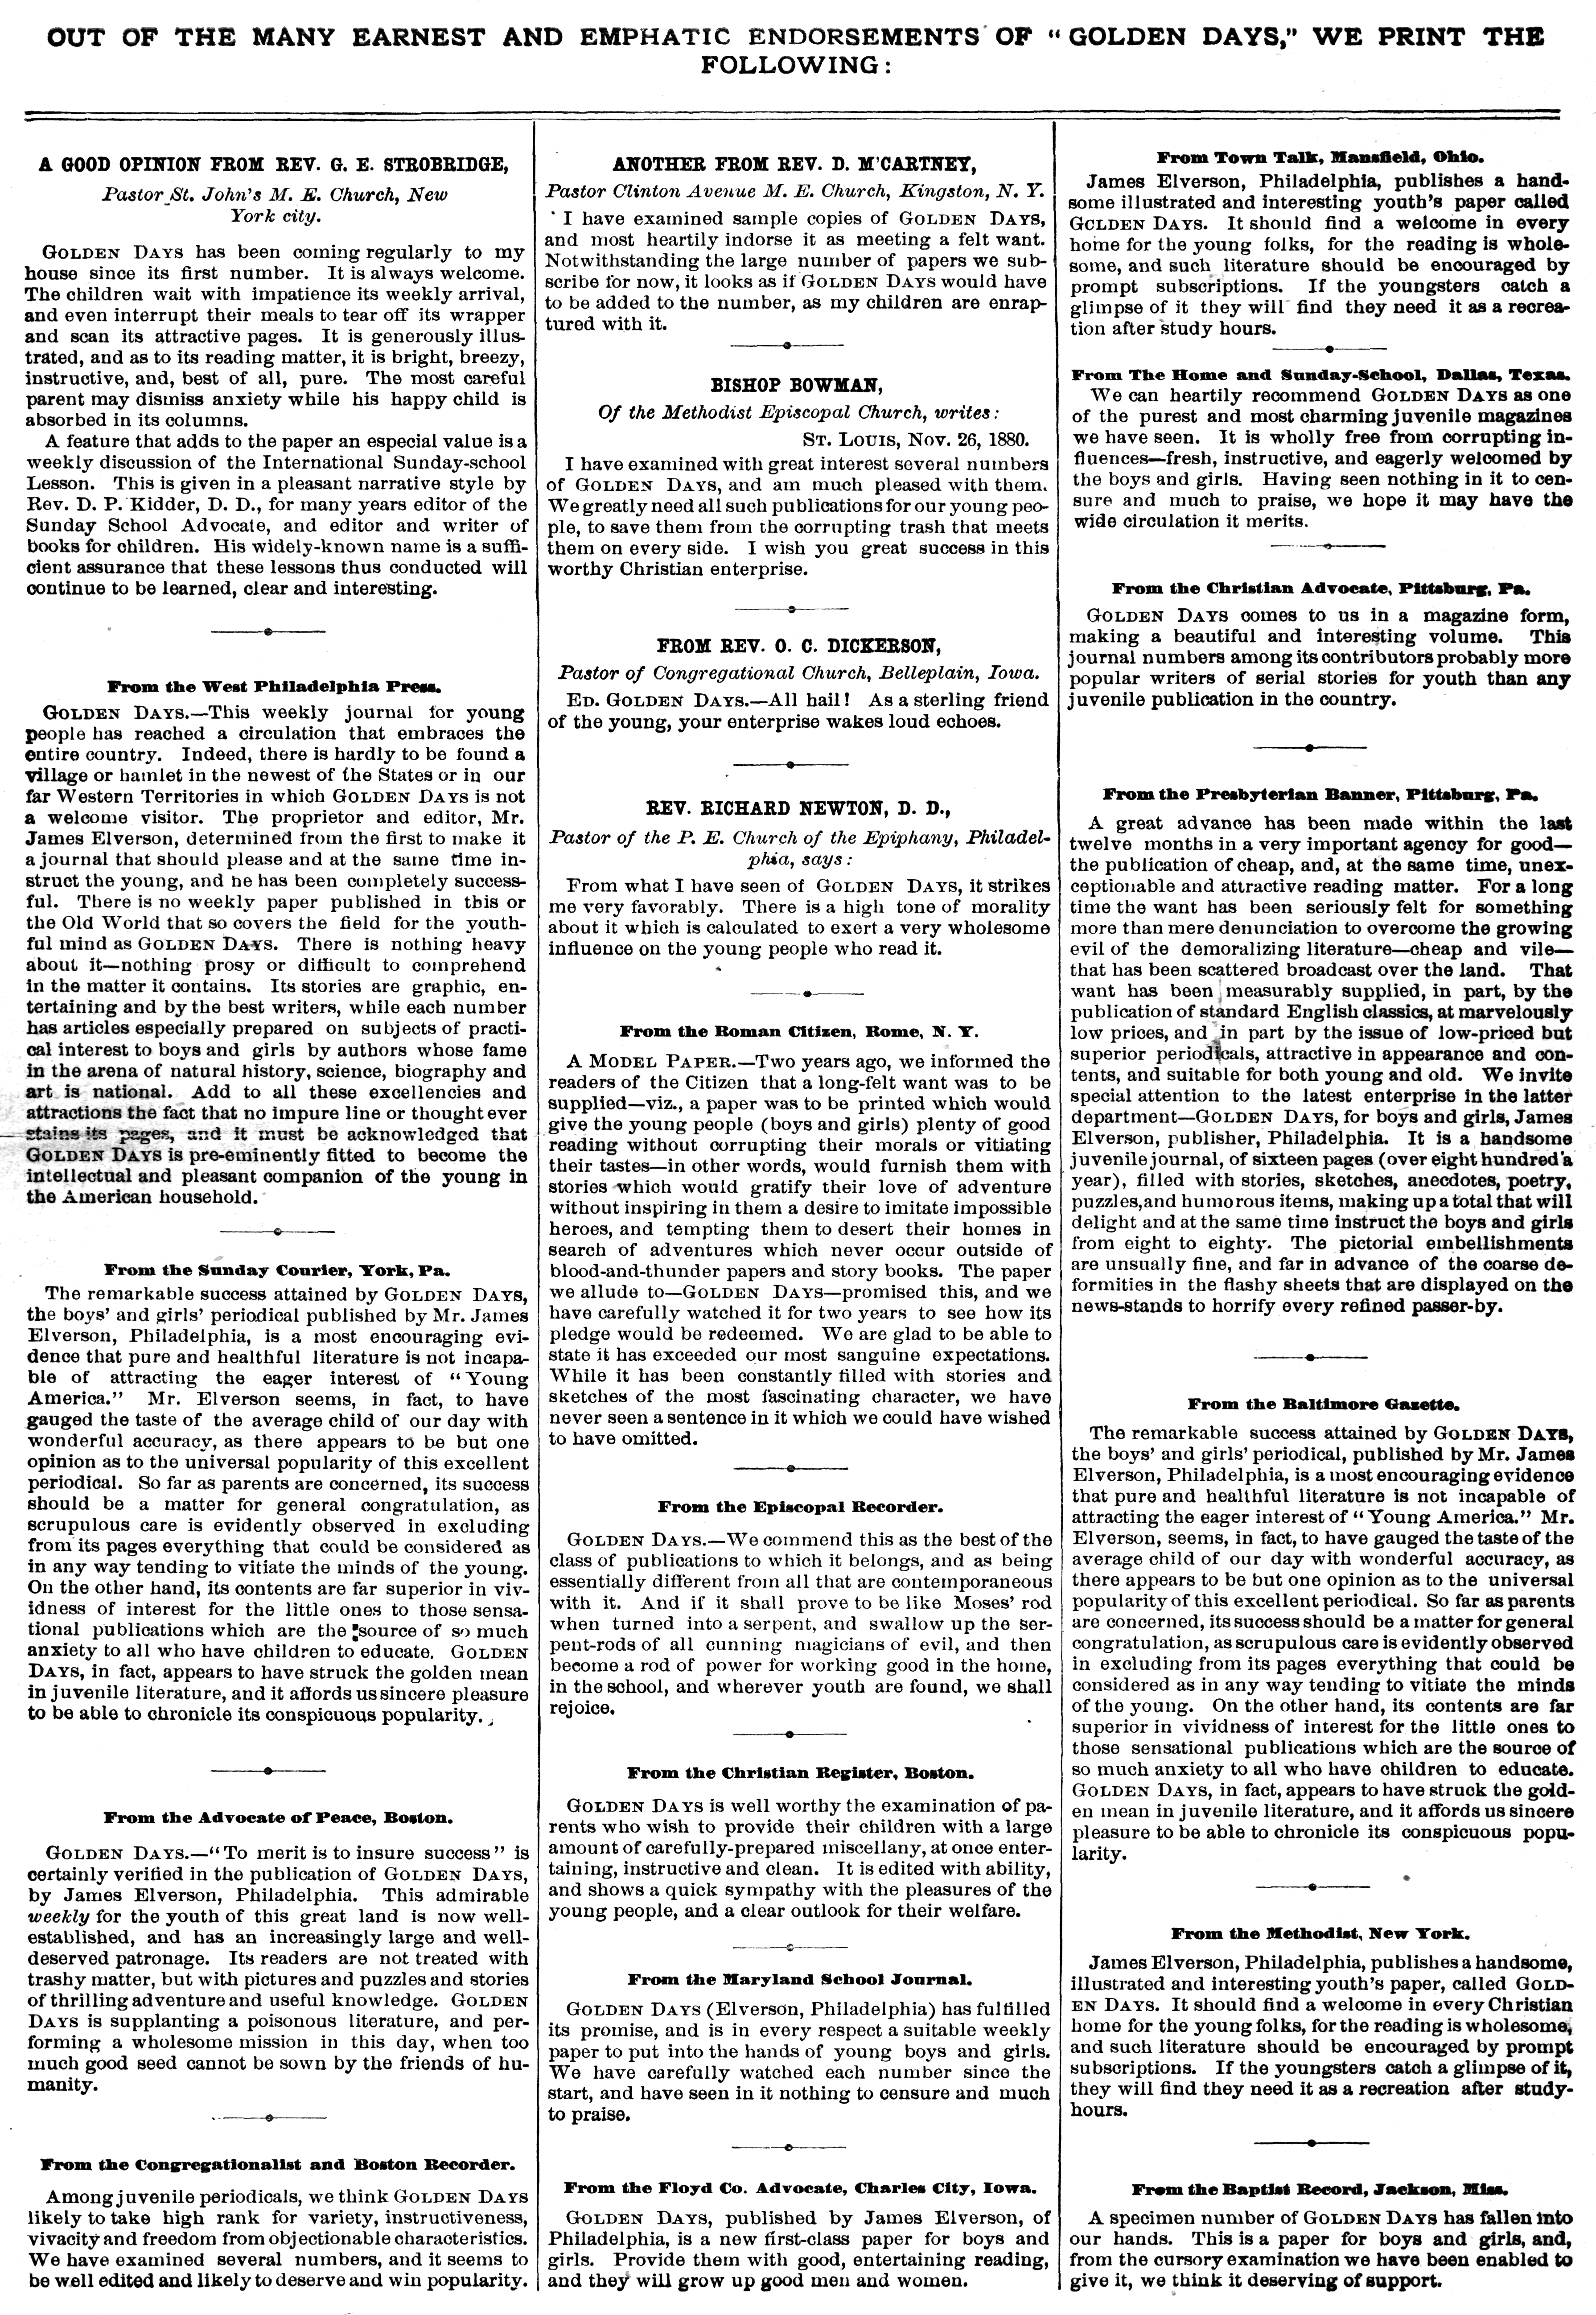 OUT OF THE MANY EARNEST AND EMPHATIC ENDORSEMENTS OF "GOLDEN DAYS," WE PRINT THE
FOLLOWING:
A GOOD OPINION FROM REV. G. E. STROBRIDGE,
Pastor St. John's M. E. Church, New
York city.
GOLDEN DAYS has been coming regularly to my
house since its first number. It is always welcome.
The children wait with impatience its weekly arrival,
and even interrupt their meals to tear off its wrapper
and scan its attractive pages. It is generously illus-
trated, and as to its reading matter, it is bright, breezy,
instructive, and, best of all, pure. The most careful
parent may dismiss anxiety while his happy child is
absorbed in its columns.
A feature that adds to the paper an especial value is a
weekly discussion of the International Sunday-school
Lesson. This is given in a pleasant narrative style by
Rev. D. P. Kidder, D. D., for many years editor of the
Sunday School Advocate, and editor and writer of
books for children. His widely-known name is a suffi-
cient assurance that these lessons thus conducted will
continue to be learned, clear and interesting.
From the West Philadelphia Press.
GOLDEN DAYS.—This weekly journal for young
people has reached a circulation that embraces the
entire country. Indeed, there is hardly to be found a
village or hamlet in the newest of the States or in our
far Western Territories in which GOLDEN DAYS is not
a welcome visitor. The proprietor and editor, Mr.
James Elverson, determined from the first to make it
a journal that should please and at the same time in-
struct the young, and he has been completely success-
ful. There is no weekly paper published in this or
the Old World that so covers the field for the youth-
ful mind as GOLDEN DAYS. There is nothing heavy
about it—nothing prosy or difficult to comprehend
in the matter it contains. Its stories are graphic, en-
tertaining and by the best writers, while each number
has articles especially prepared on subjects of practi-
cal interest to boys and girls by authors whose fame
in the arena of natural history, science, biography and
art is national. Add to all these excellencies and
attractions the fact that no impure line or thought ever
stains its pages, and it must be acknowledged that
GOLDEN DAYS is pre-eminently fitted to become the
intellectual and pleasant companion of the young in
the American household.
From the Sunday Courier, York, Pa.
The remarkable success attained by GOLDEN DAYS,
the boys' and girls' periodical published by Mr. James
Elverson, Philadelphia, is a most encouraging evi-
dence that pure and healthful literature is not incapa-
ble of attracting the eager interest of "Young
America." Mr. Elverson seems, in fact, to have
gauged the taste of the average child of our day with
wonderful accuracy, as there appears to be but one
opinion as to the universal popularity of this excellent
periodical. So far as parents are concerned, its success
should be a matter for general congratulation, as
scrupulous care is evidently observed in excluding
from its pages everything that could be considered as
in any way tending to vitiate the minds of the young.
On the other hand, its contents are far superior in viv-
idness of interest for the little ones to those sensa-
tional publications which are the source of so much
anxiety to all who have children to educate. GOLDEN
DAYS, in fact, appears to have struck the golden mean
in juvenile literature, and it affords us sincere pleasure
to be able to chronicle its conspicuous popularity.
From the Advocate of Peace, Boston.
GOLDEN DAYS.—"To merit is to insure success" is
certainly verified in the publication of GOLDEN DAYS,
by James Elverson, Philadelphia. This admirable
weekly for the youth of this great land is now well-
established, and has an increasingly large and well-
deserved patronage. Its readers are not treated with
trashy matter, but with pictures and puzzles and stories
of thrilling adventure and useful knowledge. GOLDEN
DAYS is supplanting a poisonous literature, and per-
forming a wholesome mission in this day, when too
much good seed cannot be sown by the friends of hu-
manity.
From the Congregationalist and Boston Recorder.
Among juvenile periodicals, we think GOLDEN DAYS
likely to take high rank for variety, instructiveness,
vivacity and freedom from objectionable characteristics.
We have examined several numbers, and it seems to
be well edited and likely to deserve and win popularity.
ANOTHER FROM REV. D. M'CARTNEY,
Pastor Clinton Avenue M. E. Church, Kingston, N. Y.
I have examined sample copies of GOLDEN DAYS,
and most heartily indorse it as meeting a felt want.
Notwithstanding the large number of papers we sub-
scribe for now, it looks as if GOLDEN DAYS would have
to be added to the number, as my children are enrap-
tured with it.
BISHOP BOWMAN,
Of the Methodist Episcopal Church, writes:
ST. LOUIS, Nov. 26, 1880.
I have examined with great interest several numbers
of GOLDEN DAYS, and am much pleased with them.
We greatly need all such publications for our young peo-
ple, to save them from the corrupting trash that meets
them on every side. I wish you great success in this
worthy Christian enterprise.
FROM REV. O. C. DICKERSON,
Pastor of Congregational Church, Belleplain, Iowa.
ED. GOLDEN DAYS.—All hail! As a sterling friend
of the young, your enterprise wakes loud echoes.
REV. RICHARD NEWTON, D. D.,
Pastor of the P. E. Church of the Epiphany, Philadel-
phia, says:
From what I have seen of GOLDEN DAYS, it strikes
me very favorably. There is a high tone of morality
about it which is calculated to exert a very wholesome
influence on the young people who read it.
From the Roman Citizen, Rome, N. Y.
A MODEL PAPER.—Two years ago, we informed the
readers of the Citizen that a long-felt want was to be
supplied—viz., a paper was to be printed which would
give the young people (boys and girls) plenty of good
reading without corrupting their morals or vitiating
their tastes—in other words, would furnish them with
stories which would gratify their love of adventure
without inspiring in them a desire to imitate impossible
heroes, and tempting them to desert their homes in
search of adventures which never occur outside of
blood-and-thunder papers and story books. The paper
we allude to—GOLDEN DAYS—promised this, and we
have carefully watched it for two years to see how its
pledge would be redeemed. We are glad to be able to
state it has exceeded our most sanguine expectations.
While it has been constantly filled with stories and
sketches of the most fascinating character, we have
never seen a sentence in it which we could have wished
to have omitted.
From the Episcopal Recorder.
GOLDEN DAYS.—We commend this as the best of the
class of publications to which it belongs, and as being
essentially different from all that are contemporaneous
with it. And if it shall prove to be like Moses' rod
when turned into a serpent, and swallow up the ser-
pent-rods of all cunning magicians of evil, and then
become a rod of power for working good in the home,
in the school, and wherever youth are found, we shall
rejoice.
From the Christian Register, Boston.
GOLDEN DAYS is well worthy the examination of pa-
rents who wish to provide their children with a large
amount of carefully-prepared miscellany, at once enter-
taining, instructive and clean. It is edited with ability,
and shows a quick sympathy with the pleasures of the
young people, and a clear outlook for their welfare.
From the Maryland School Journal.
GOLDEN DAYS (Elverson, Philadelphia) has fulfilled
its promise, and is in every respect a suitable weekly
paper to put into the hands of young boys and girls.
We have carefully watched each number since the
start, and have seen in it nothing to censure and much
to praise.
From the Floyd Co. Advocate, Charles City, Iowa.
GOLDEN DAYS, published by James Elverson, of
Philadelphia, is a new first-class paper for boys and
girls. Provide them with good, entertaining reading,
and they will grow up good men and women.
From Town Talk, Mansfield, Ohio.
James Elverson, Philadelphia, publishes a hand-
some illustrated and interesting youth's paper called
GOLDEN DAYS. It should find a welcome in every
home for the young folks, for the reading is whole-
some, and such literature should be encouraged by
prompt subscriptions. If the youngsters catch a
glimpse of it they will find they need it as a recrea-
tion after study hours.
From The Home and Sunday-School, Dallas, Texas.
We can heartily recommend GOLDEN DAYS as one
of the purest and most charming juvenile magazines
we have seen. It is wholly free from corrupting in-
fluences—fresh, instructive, and eagerly welcomed by
the boys and girls. Having seen nothing in it to cen-
sure and much to praise, we hope it may have the
wide circulation it merits.
From the Christian Advocate, Pittsburg, Pa.
GOLDEN DAYS comes to us in a magazine form,
making a beautiful and interesting volume. This
journal numbers among its contributors probably more
popular writers of serial stories for youth than any
juvenile publication in the country.
From the Presbyterian Banner, Pittsburg, Pa.
A great advance has been made within the last
twelve months in a very important agency for good—
the publication of cheap, and, at the same time, unex-
ceptionable and attractive reading matter. For a long
time the want has been seriously felt for something
more than mere denunciation to overcome the growing
evil of the demoralizing literature—cheap and vile—
that has been scattered broadcast over the land. That
want has been measurably supplied, in part, by the
publication of standard English classics, at marvelously
low prices, and in part by the issue of low-priced but
superior periodicals, attractive in appearance and con-
tents, and suitable for both young and old. We invite
special attention to the latest enterprise in the latter
department—GOLDEN DAYS, for boys and girls, James
Elverson, publisher, Philadelphia. It is a handsome
juvenile journal, of sixteen pages (over eight hundred a
year), filled with stories, sketches, anecdotes, poetry,
puzzles, and humorous items, making up a total that will
delight and at the same time instruct the boys and girls
from eight to eighty. The pictorial embellishments
are unsually fine, and far in advance of the coarse de-
formities in the flashy sheets that are displayed on the
news-stands to horrify every refined passer-by.
From the Baltimore Gazette.
The remarkable success attained by GOLDEN DAYS,
the boys' and girls' periodical, published by Mr. James
Elverson, Philadelphia, is a most encouraging evidence
that pure and healthful literature is not incapable of
attracting the eager interest of "Young America." Mr.
Elverson, seems, in fact, to have gauged the taste of the
average child of our day with wonderful accuracy, as
there appears to be but one opinion as to the universal
popularity of this excellent periodical. So far as parents
are concerned, its success should be a matter for general
congratulation, as scrupulous care is evidently observed
in excluding from its pages everything that could be
considered as in any way tending to vitiate the minds
of the young. On the other hand, its contents are far
superior in vividness of interest for the little ones to
those sensational publications which are the source of
so much anxiety to all who have children to educate.
GOLDEN DAYS, in fact, appears to have struck the gold-
en mean in juvenile literature, and it affords us sincere
pleasure to be able to chronicle its conspicuous popu-
larity.
From the Methodist, New York.
James Elverson, Philadelphia, publishes a handsome,
illustrated and interesting youth's paper, called GOLD-
EN DAYS. It should find a welcome in every Christian
home for the young folks, for the reading is wholesome,
and such literature should be encouraged by prompt
subscriptions. If the youngsters catch a glimpse of it,
they will find they need it as a recreation after study-
hours.
From the Baptist Record, Jackson, Miss.
A specimen number of GOLDEN DAYS has fallen into
our hands. This is a paper for boys and girls, and,
from the cursory examination we have been enabled to
give it, we think it deserving of support.